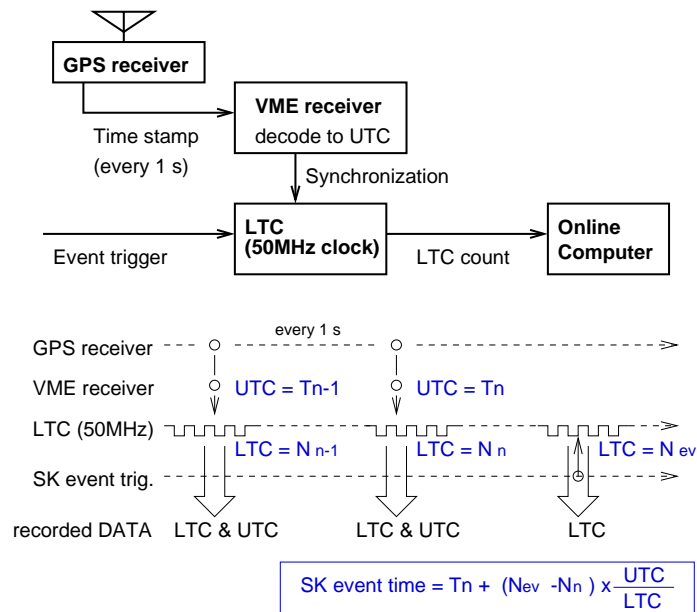 GPS receiver
VME receiver
decode to UTC
Time stamp
(every 1 s)
Synchronization
LTC
(50MHz clock)
Online
Computer
Event trigger
LTC count
every 1 s
GPS receiver
VME receiver
UTC = Tn-1
UTC = Tn
LTC (50MHz)
LTC = N n-1
LTC = N n
LTC = N ev
SK event trig.
recorded DATA
LTC & UTC
LTC & UTC
LTC
SK event time = Tn + (Nev -Nn ) x UTC
LTC